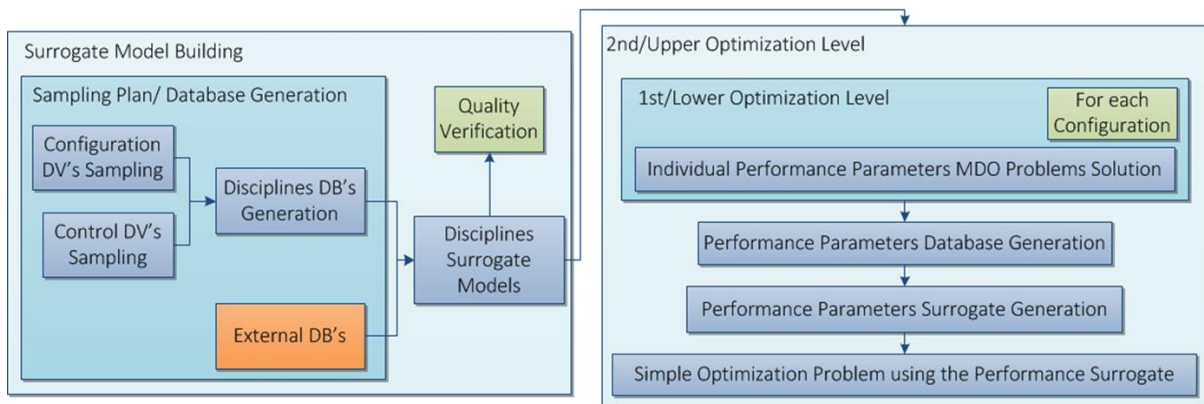 Surrogate Model Building
Sampling Plan/ Database Generation
Configuration
DV's Sampling
Control DV's
Sampling
Disciplines DB's
Generation
External DB's
Quality
Verification
Disciplines
Surrogate
Models
2nd/Upper Optimization Level
1st/Lower Optimization Level
For each
Configuration
Individual Performance Parameters MDO Problems Solution
Performance Parameters Database Generation
Performance Parameters Surrogate Generation
Simple Optimization Problem using the Performance Surrogate